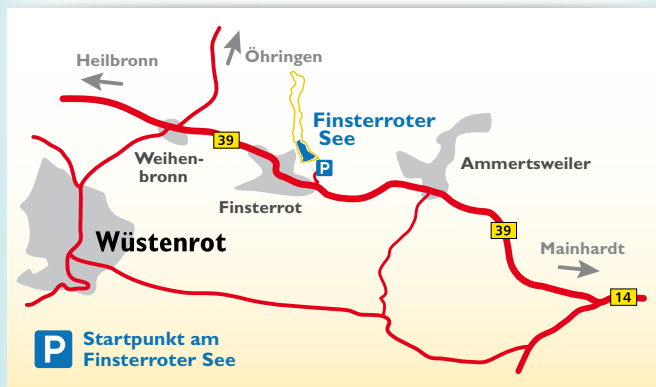 Heilbronn
Öhringen
Finsterroter
See
39
P
Weihen-
bronn
Ammertsweiler
Finsterrot
39
Wüstenrot
Mainhardt
14
P
Startpunkt am
Finsterroter See